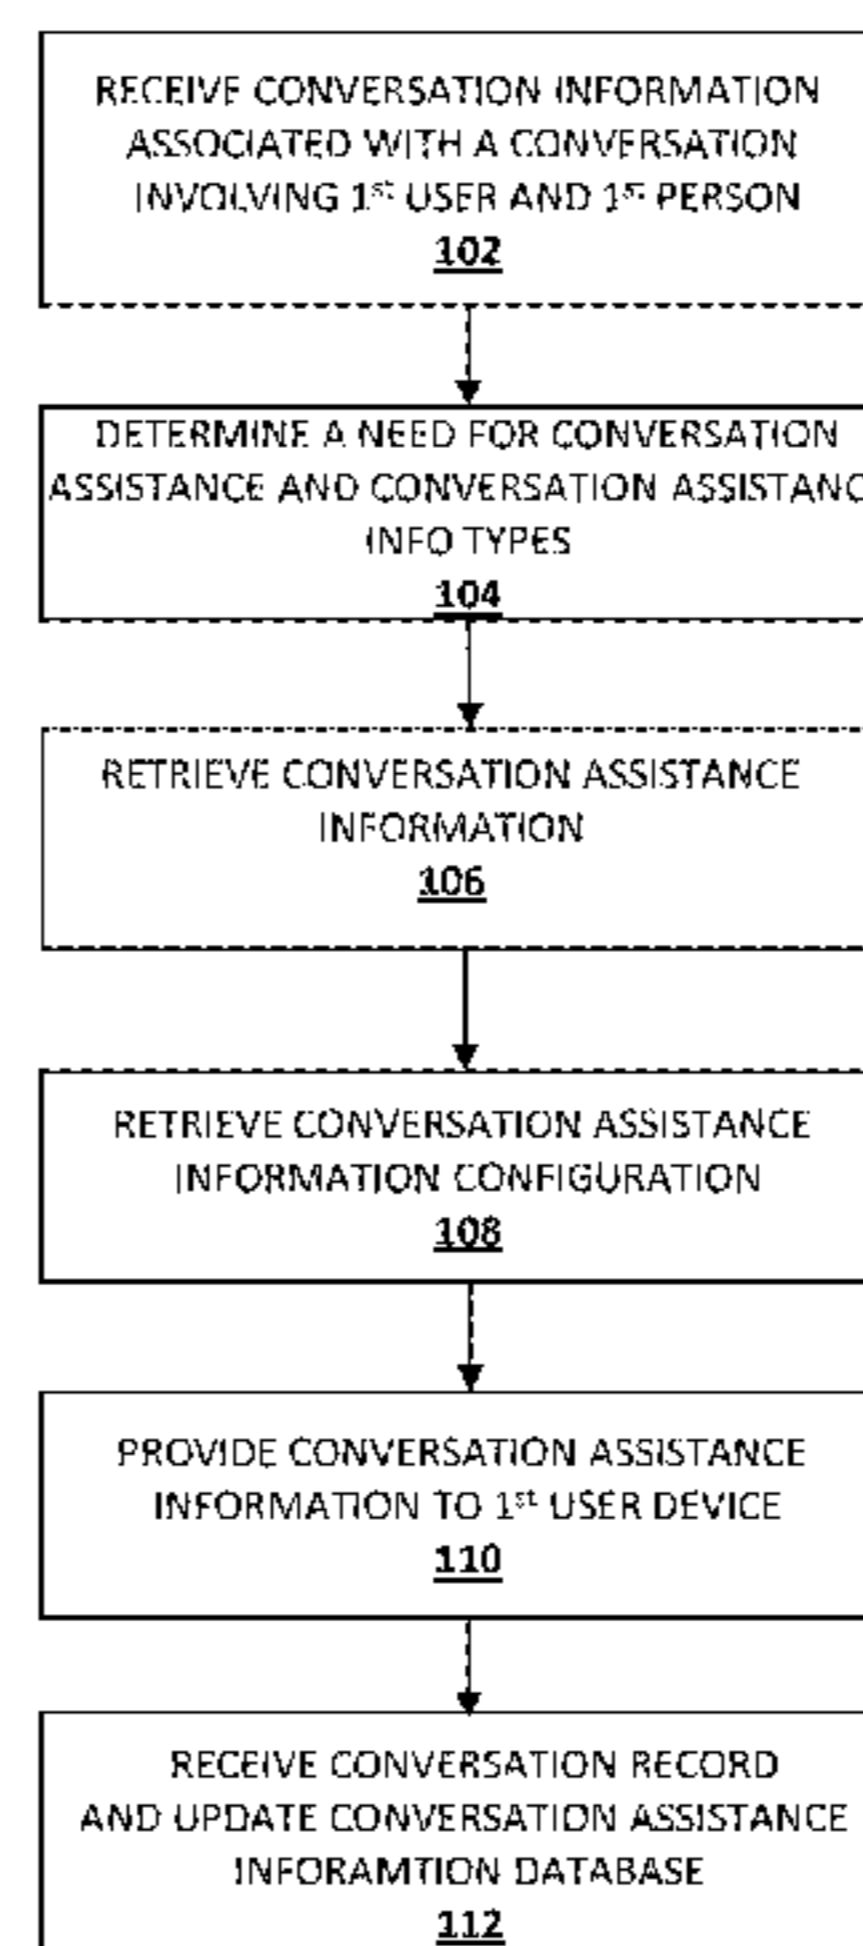 RECEIVE CONVERSATION INFORMATION
ASSOCIATED WITH A CONVERSATION
INVOLVING 1st USER AND 1st PERSON
102
DETERMINE A NEED FOR CONVERSATION
ASSISTANCE AND CONVERSATION ASSISTANC
INFO TYPES
104
RETRIEVE CONVERSATION ASSISTANCE
INFORMATION
106
RETRIEVE CONVERSATION ASSISTANCE
INFORMATION CONFIGURATION
108
PROVIDE CONVERSATION ASSISTANCE
INFORMATION TO 1st USER DEVICE
110
RECEIVE CONVERSATION RECORD
AND UPDATE CONVERSATION ASSISTANCE
INFORAMTION DATABASE
112